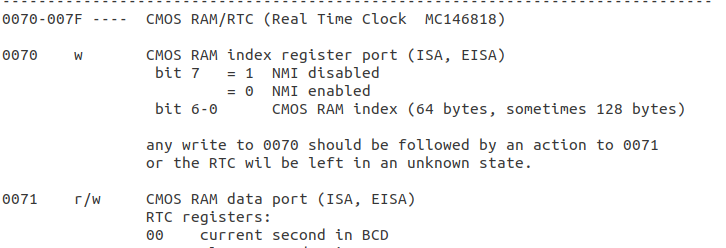 0070-007F ---- CMOS RAM/RTC (Real Time Clock  MC146818)
0070    w       CMOS RAM index register port (ISA, EISA)
bit 7   = 1  NMI disabled
= 0  NMI enabled
bit 6-0      CMOS RAM index (64 bytes, sometimes 128 bytes)
any write to 0070 should be followed by an action to 0071
or the RTC wil be left in an unknown state.
0071    r/w     CMOS RAM data port (ISA, EISA)
RTC registers:
00    current second in BCD